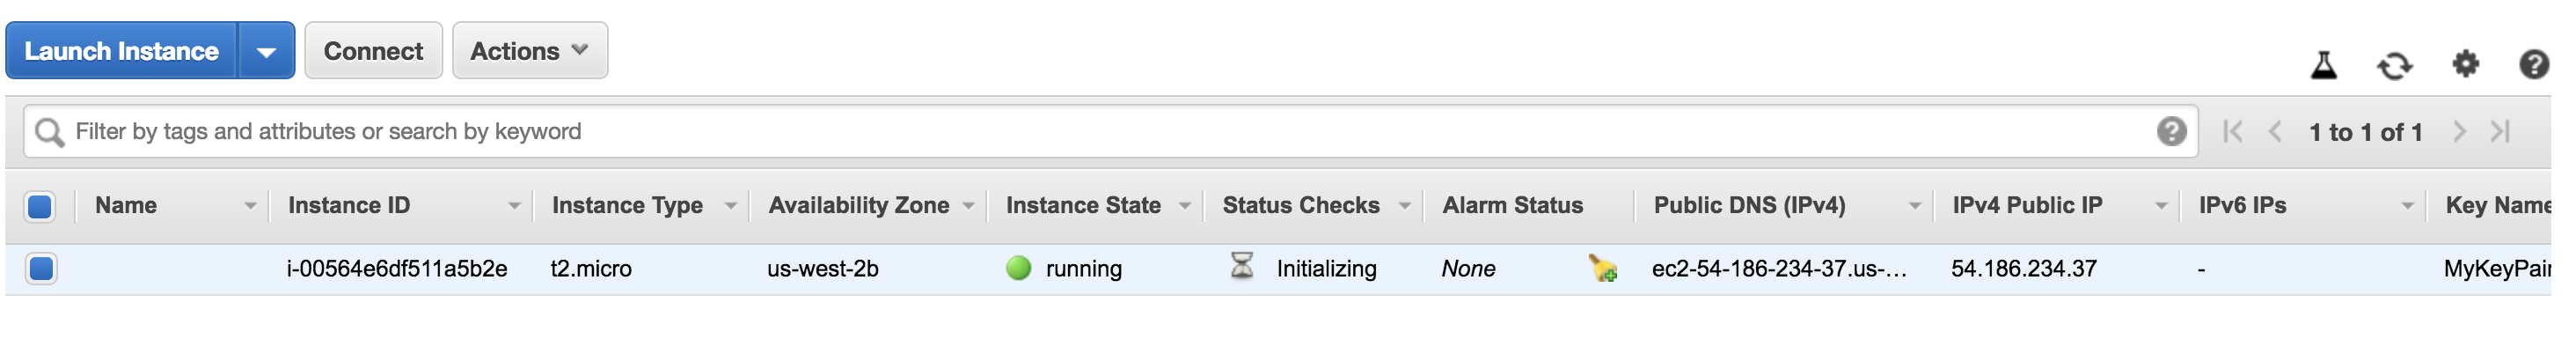 Launch Instance Connect Actions
Filter by tags and attributes or search by keyword 1 to 1 of 1
Name Instance ID Instance Type Availability Zone Instance State Status Checks Alarm Status Public DNS (IPv4) IPv4 Public IP IPv6 IPs Key Name
i-00564e6df511a5b2e t2.micro us-west-2b running Initializing None ec2-54-186-234-37.us-... 54.186.234.37 - MyKeyPair